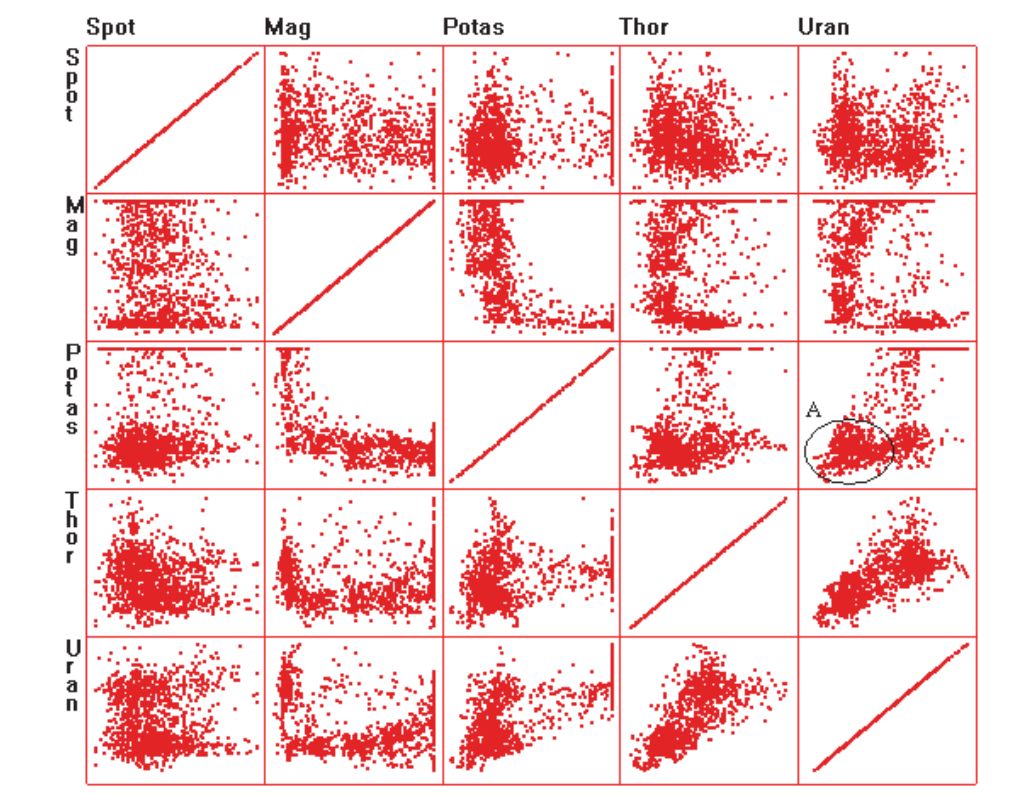 Spot Mag Potas Thor Uran
Spot
Mag
Potas
A
Thor
Uran